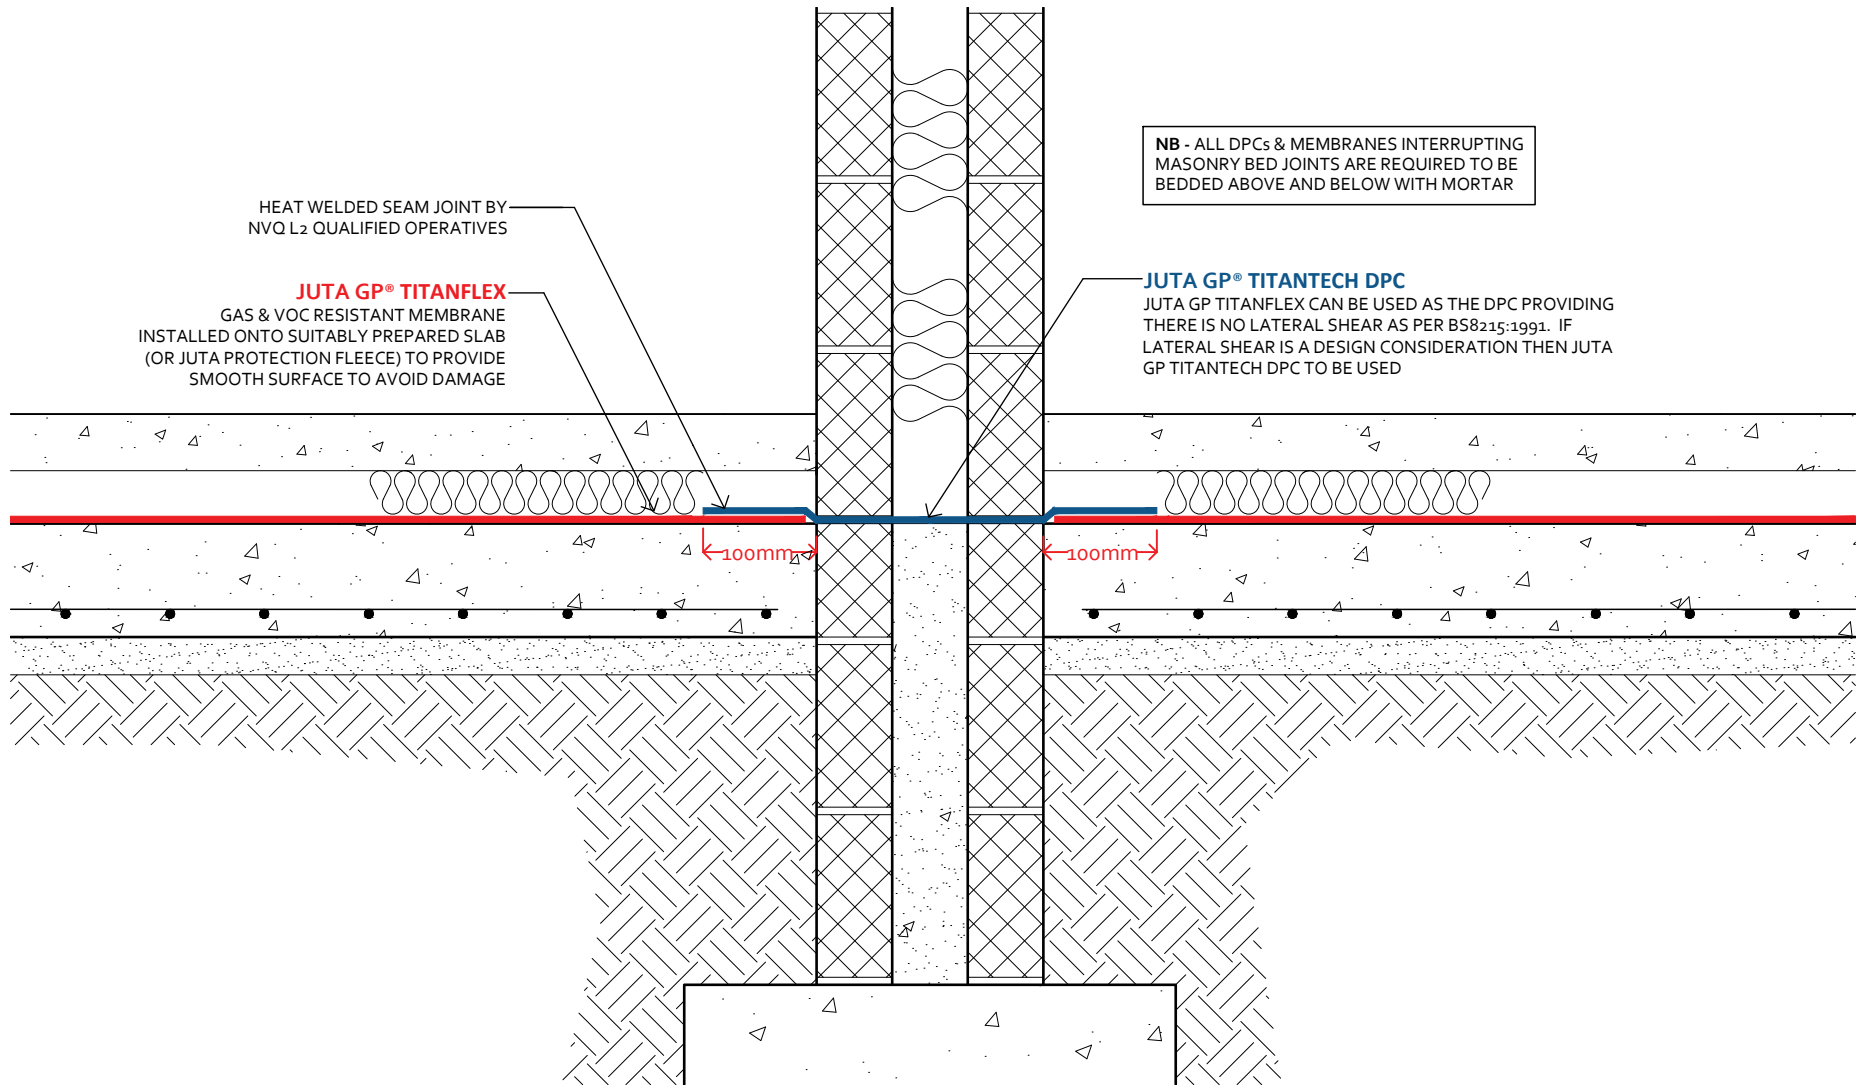 NB - ALL DPCs & MEMBRANES INTERRUPTING
MASONRY BED JOINTS ARE REQUIRED TO BE
BEDDED ABOVE AND BELOW WITH MORTAR
HEAT WELDED SEAM JOINT BY
NVQ L2 QUALIFIED OPERATIVES
JUTA GP® TITANFLEX
GAS & VOC RESISTANT MEMBRANE
INSTALLED ONTO SUITABLY PREPARED SLAB
(OR JUTA PROTECTION FLEECE) TO PROVIDE
SMOOTH SURFACE TO AVOID DAMAGE
JUTA GP® TITANTECH DPC
JUTA GP TITANFLEX CAN BE USED AS THE DPC PROVIDING
THERE IS NO LATERAL SHEAR AS PER BS8215:1991. IF
LATERAL SHEAR IS A DESIGN CONSIDERATION THEN JUTA
GP TITANTECH DPC TO BE USED
100mm
100mm